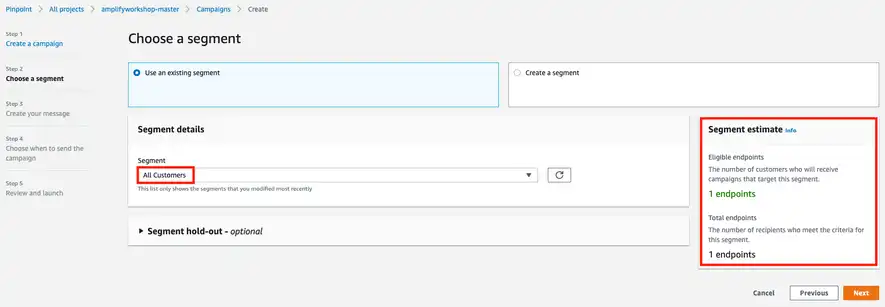 Pinpoint > All projects > amplifyworkshop-master > Campaigns > Create
Step 1
Create a campaign
Step 2
Choose a segment
Step 3
Create your message
Step 4
Choose when to send the
campaign
Step 5
Review and launch
Choose a segment
Use an existing segment
Create a segment
Segment details
Segment
All Customers
This list only shows the segments that you modified most recently
Segment hold-out - optional
Segment estimate Info
Eligible endpoints
The number of customers who will receive
campaigns that target this segment.
1 endpoints
Total endpoints
The number of recipients who meet the criteria for
this segment.
1 endpoints
Cancel
Previous
Next